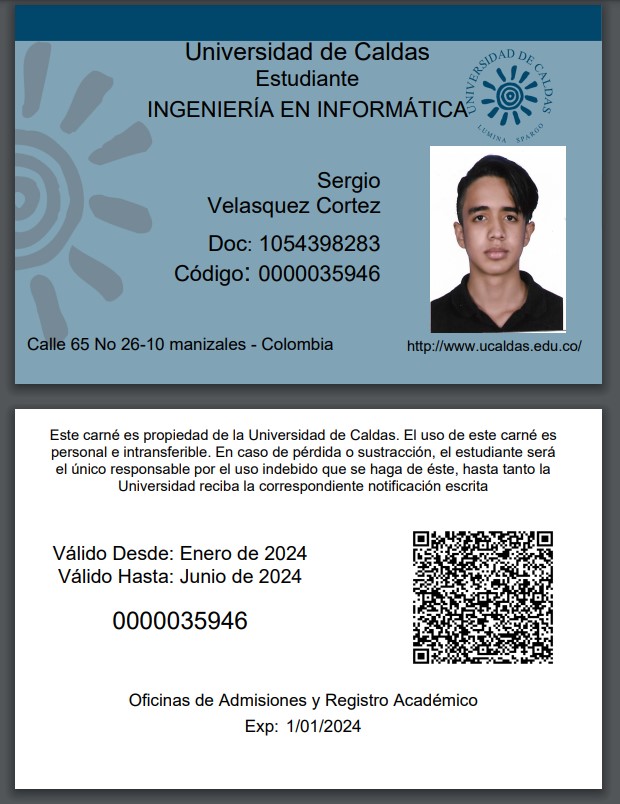 Universidad de Caldas
Estudiante
INGENIERÍA EN INFORMÁTICA
UNIVERSIDAD DE CALDAS
LUMINA SPARGO
Sergio
Velasquez Cortez
Doc: 1054398283
Código: 0000035946
Calle 65 No 26-10 manizales - Colombia
http://www.ucaldas.edu.co/
Este carné es propiedad de la Universidad de Caldas. El uso de este carné es
personal e intransferible. En caso de pérdida o sustracción, el estudiante será
el único responsable por el uso indebido que se haga de éste, hasta tanto la
Universidad reciba la correspondiente notificación escrita
Válido Desde: Enero de 2024
Válido Hasta: Junio de 2024
0000035946
Oficinas de Admisiones y Registro Académico
Exp: 1/01/2024